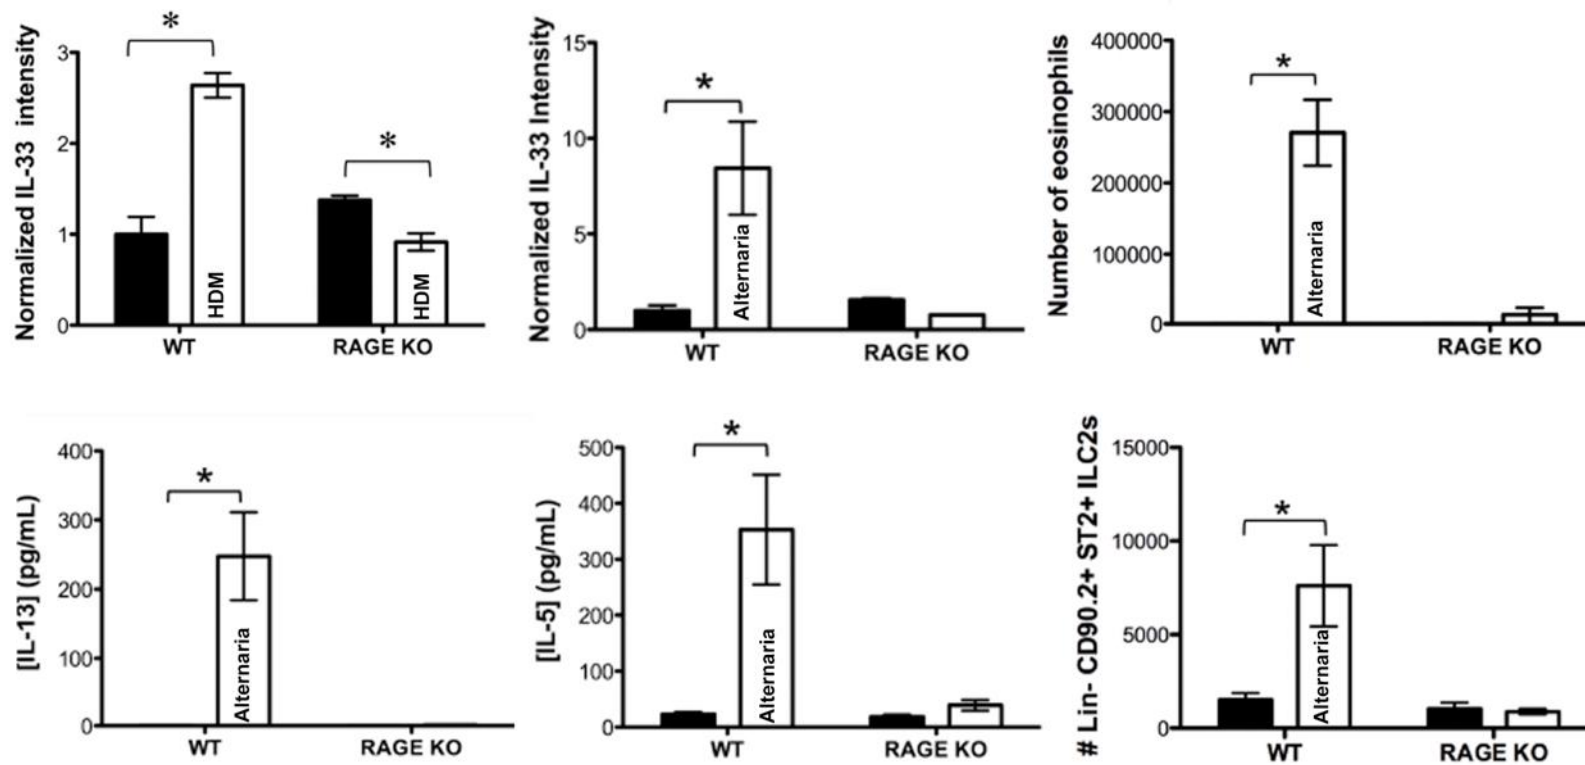 Normalized IL-33 intensity
3
2
1
0
*
*
HDM
HDM
WT
RAGE KO
Normalized IL-33 Intensity
15
10
5
0
*
Alternaria
WT
RAGE KO
Number of eosinophils
400000
300000
200000
100000
0
*
Alternaria
WT
RAGE KO
[IL-13] (pg/mL)
400
300
200
100
0
*
Alternaria
WT
RAGE KO
[IL-5] (pg/mL)
500
400
300
200
100
0
*
Alternaria
WT
RAGE KO
# Lin- CD90.2+ ST2+ ILC2s
15000
10000
5000
0
*
Alternaria
WT
RAGE KO